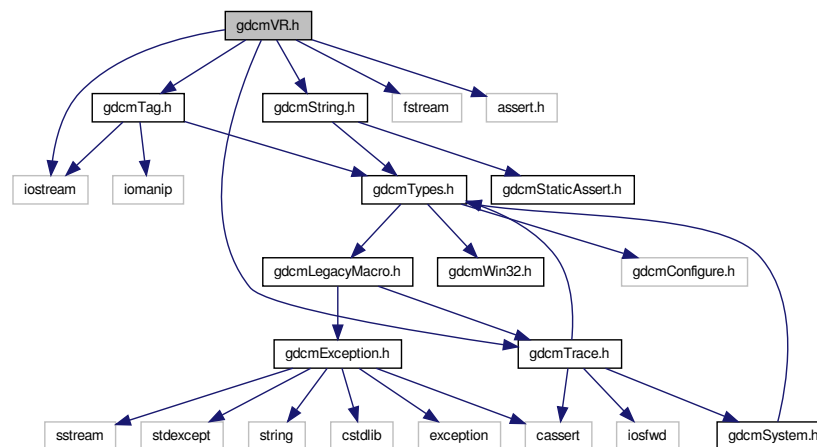 gdcmVR.h
gdcmTag.h
gdcmString.h
fstream
assert.h
iostream
iomanip
gdcmTypes.h
gdcmStaticAssert.h
gdcmLegacyMacro.h
gdcmWin32.h
gdcmConfigure.h
gdcmException.h
gdcmTrace.h
sstream
stdexcept
string
cstdlib
exception
cassert
iosfwd
gdcmSystem.h